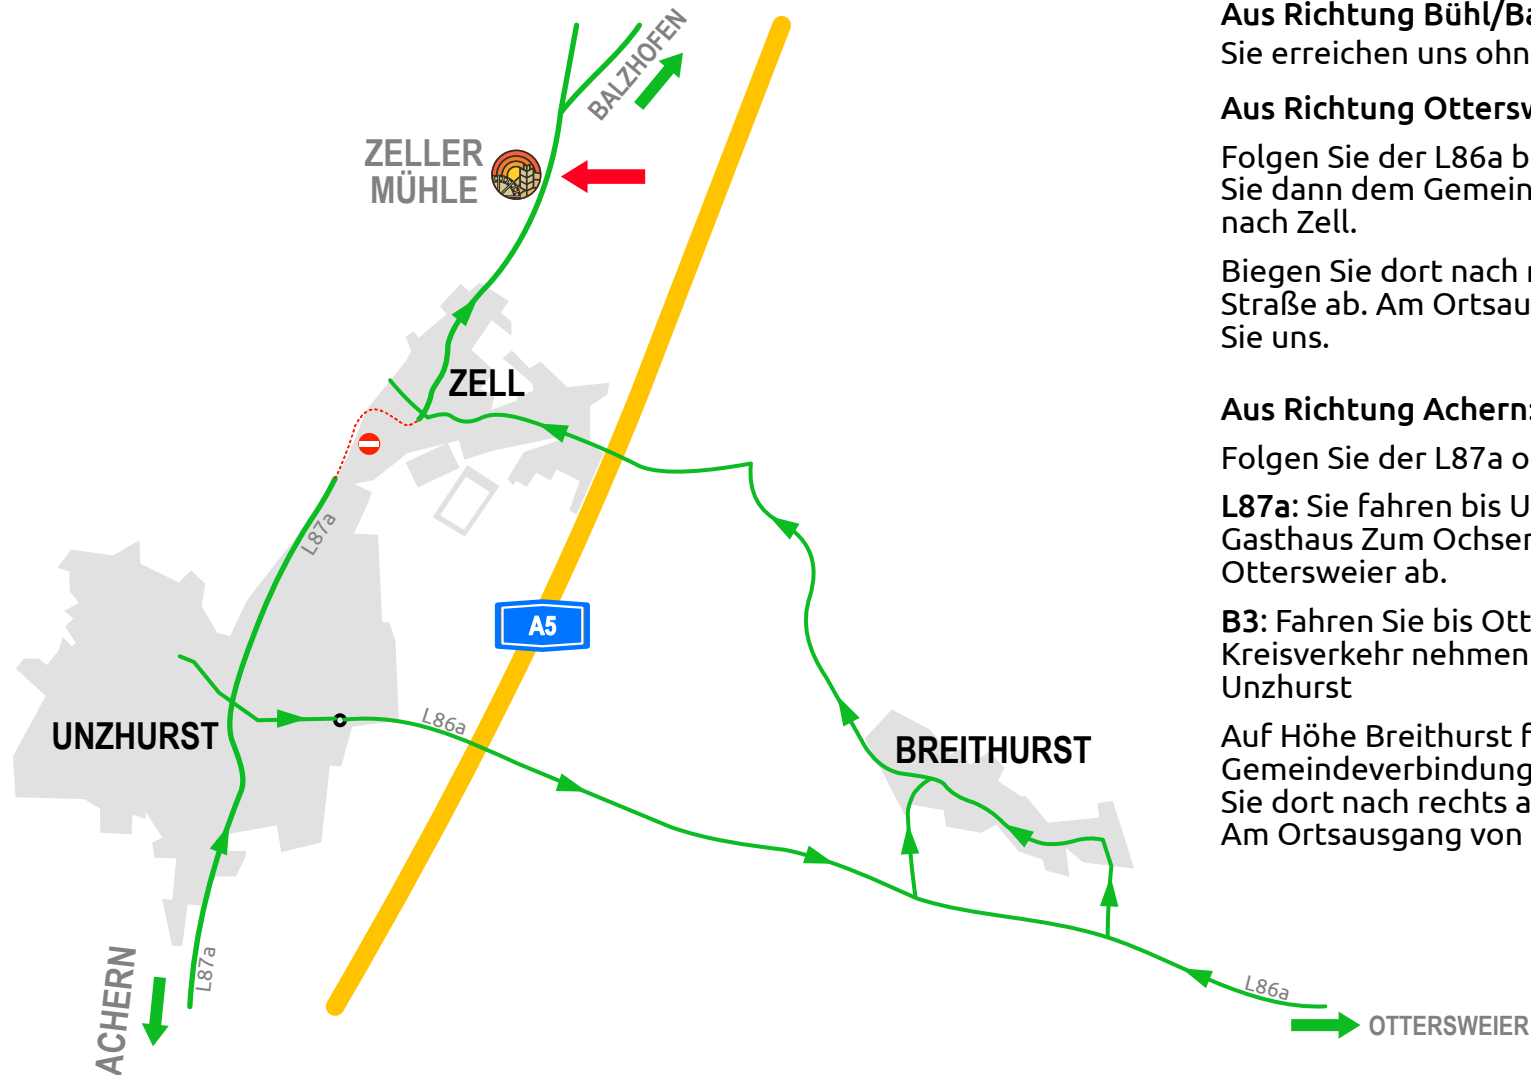 BALZHOFEN
ZELLER
MÜHLE
ZELL
L87a
A5
UNZHURST
L86a
BREITHURST
L87a
ACHERN
L86a
OTTERSWEIER
Aus Richtung Bühl/Ba
Sie erreichen uns ohn
Aus Richtung Ottersw
Folgen Sie der L86a b
Sie dann dem Gemein
nach Zell.
Biegen Sie dort nach r
Straße ab. Am Ortsau
Sie uns.
Aus Richtung Achern:
Folgen Sie der L87a o
L87a: Sie fahren bis U
Gasthaus Zum Ochsen
Ottersweier ab.
B3: Fahren Sie bis Ott
Kreisverkehr nehmen
Unzhurst
Auf Höhe Breithurst f
Gemeindeverbindung
Sie dort nach rechts a
Am Ortsausgang von